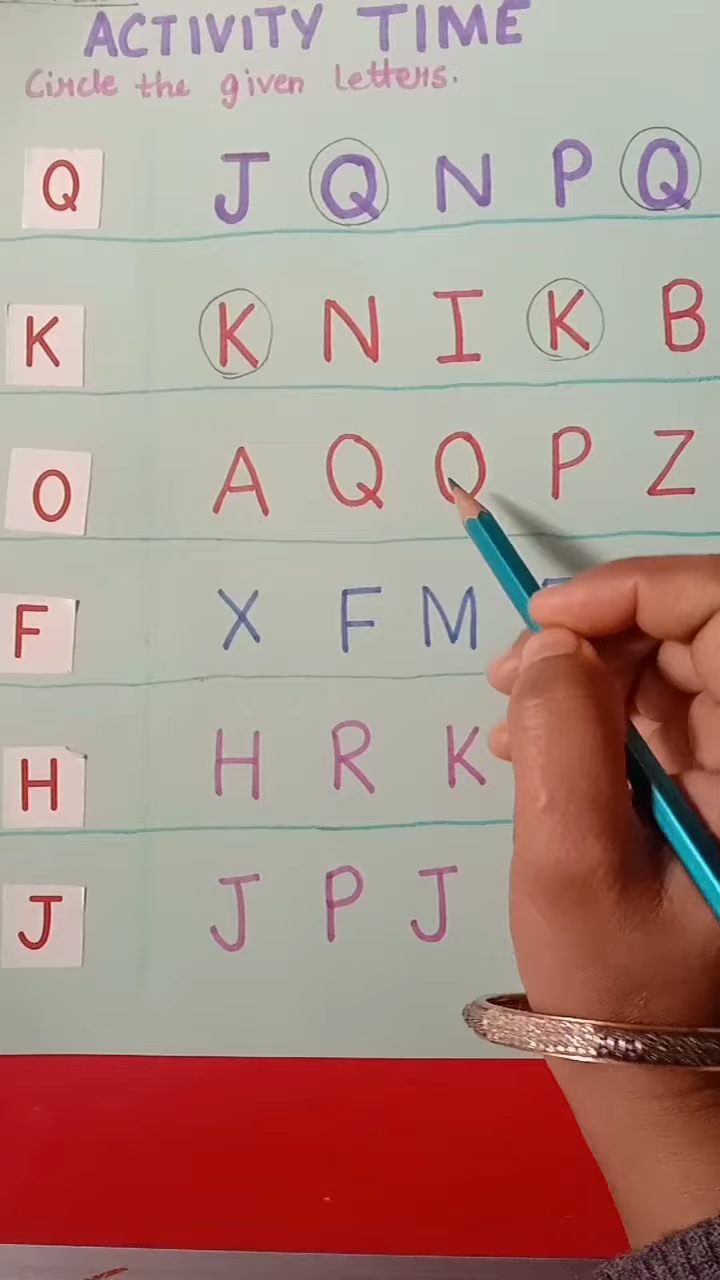 ACTIVITY TIME
Circle the given letters.
Q J Q N P Q
K K N I K B
O A Q O P Z
F X F M
H H R K
J J P J